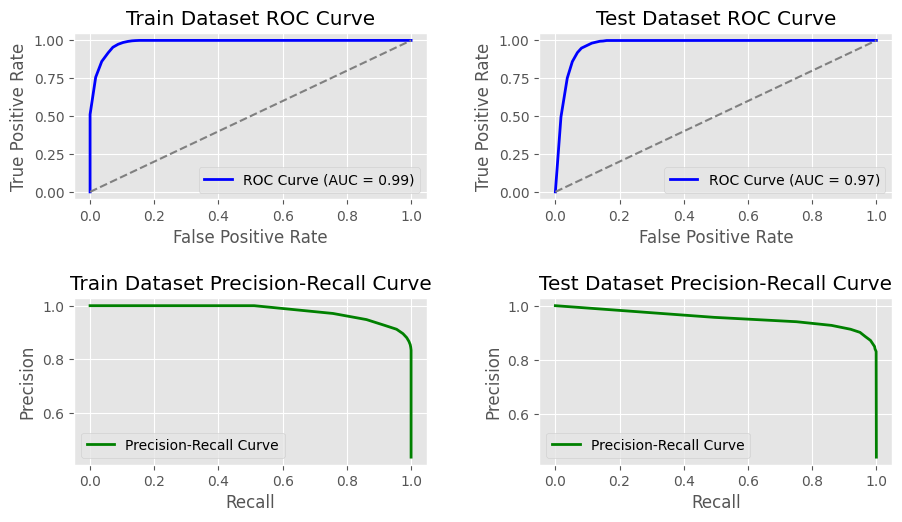 Train Dataset ROC Curve
1.00
0.75
0.50
0.25
0.00
True Positive Rate
ROC Curve (AUC = 0.99)
0.0 0.2 0.4 0.6 0.8 1.0
False Positive Rate
Test Dataset ROC Curve
1.00
0.75
0.50
0.25
0.00
True Positive Rate
ROC Curve (AUC = 0.97)
0.0 0.2 0.4 0.6 0.8 1.0
False Positive Rate
Train Dataset Precision-Recall Curve
1.0
0.8
0.6
Precision
Precision-Recall Curve
0.0 0.2 0.4 0.6 0.8 1.0
Recall
Test Dataset Precision-Recall Curve
1.0
0.8
0.6
Precision
Precision-Recall Curve
0.0 0.2 0.4 0.6 0.8 1.0
Recall